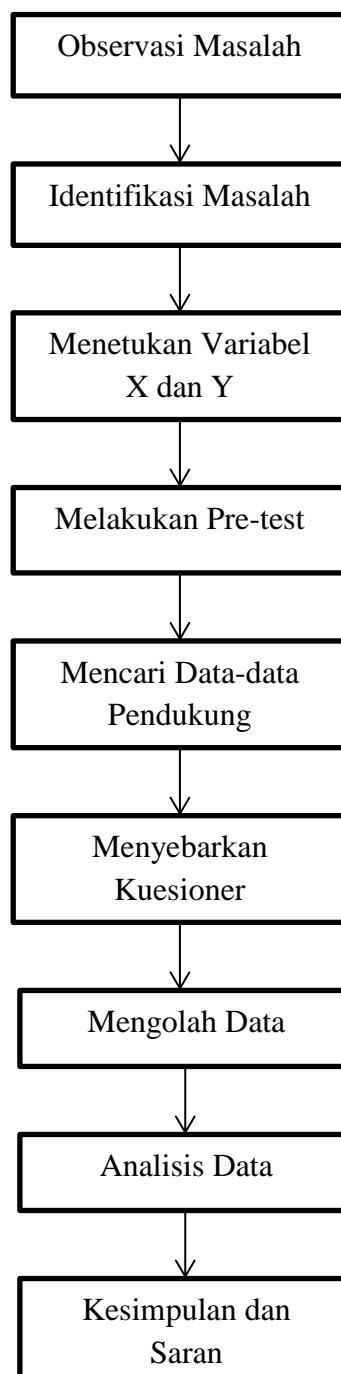 Observasi Masalah
Identifikasi Masalah
Menetukan Variabel
X dan Y
Melakukan Pre-test
Mencari Data-data
Pendukung
Menyebarkan
Kuesioner
Mengolah Data
Analisis Data
Kesimpulan dan
Saran